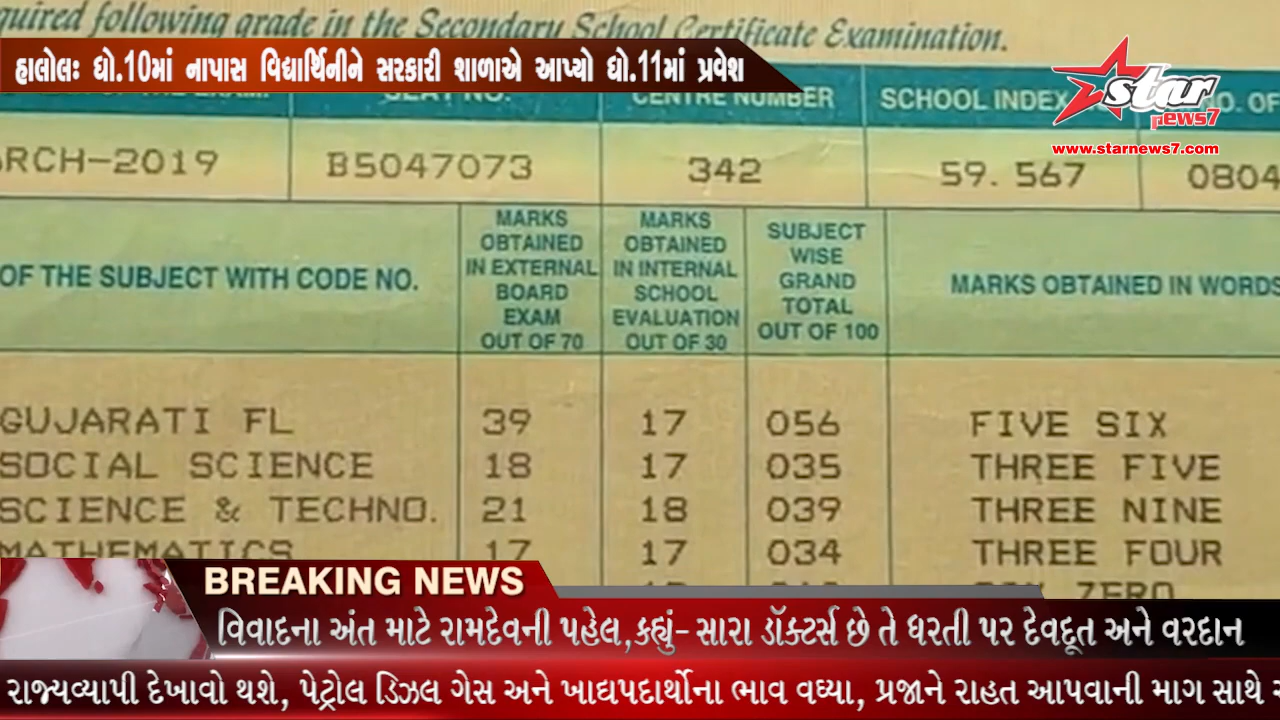 quired following grade in the Secondary School Certificate Examination.
હાલોલઃ ધો.10માં નાપાસ વિદ્યાર્થિનીને સરકારી શાળાએ આપ્યો ધો.11માં પ્રવેશ
CENTRE NUMBER SCHOOL INDEX NO. OF
star
news7
www.starnews7.com
ARCH-2019 B5047073 342 59.567 0804
OF THE SUBJECT WITH CODE NO.
MARKS
OBTAINED
IN EXTERNAL
BOARD
EXAM
OUT OF 70
MARKS
OBTAINED
IN INTERNAL
SCHOOL
EVALUATION
OUT OF 30
SUBJECT
WISE
GRAND
TOTAL
OUT OF 100
MARKS OBTAINED IN WORDS
GUJARATI FL 39 17 056 FIVE SIX
SOCIAL SCIENCE 18 17 035 THREE FIVE
SCIENCE & TECHNO. 21 18 039 THREE NINE
MATHEMATICS 17 17 034 THREE FOUR
ZERO
BREAKING NEWS
વિવાદના અંત માટે રામદેવની પહેલ,કહ્યું- સારા ડૉક્ટર્સ છે તે ધરતી પર દેવદૂત અને વરદાન
રાજ્યવ્યાપી દેખાવો થશે, પેટ્રોલ ડિઝલ ગેસ અને ખાદ્યપદાર્થોના ભાવ વધ્યા, પ્રજાને રાહત આપવાની માગ સાથે